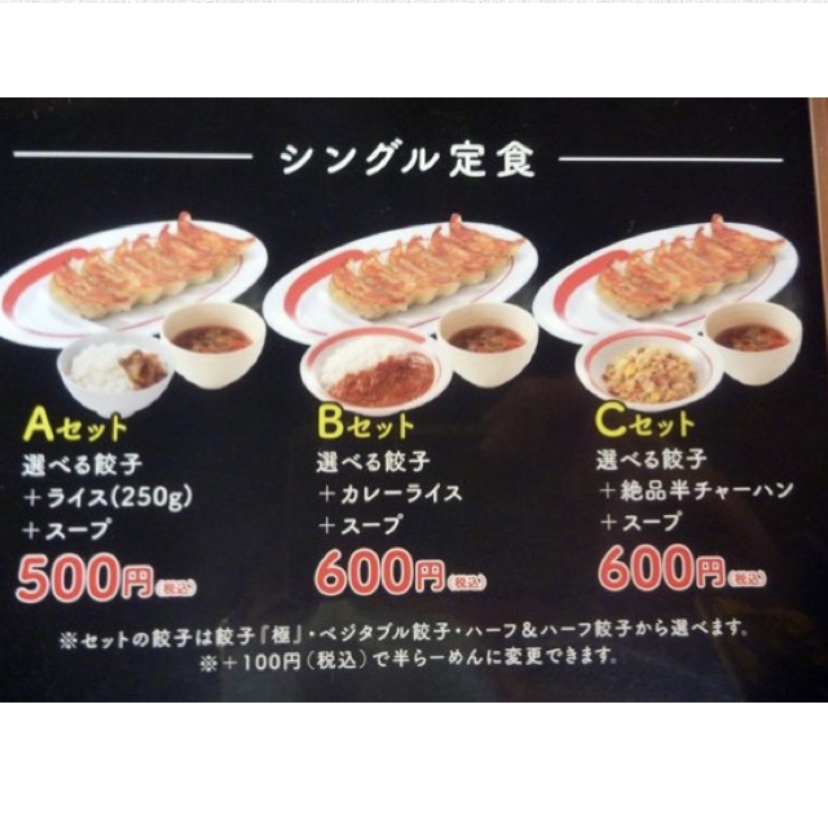 シングル定食
Aセット
選べる餃子
＋ライス(250g)
＋スープ
500円(税込)
Bセット
選べる餃子
＋カレーライス
＋スープ
600円(税込)
Cセット
選べる餃子
＋絶品半チャーハン
＋スープ
600円(税込)
※セットの餃子は餃子『極』・ベジタブル餃子・ハーフ＆ハーフ餃子から選べます。
※＋100円(税込)で半らーめんに変更できます。